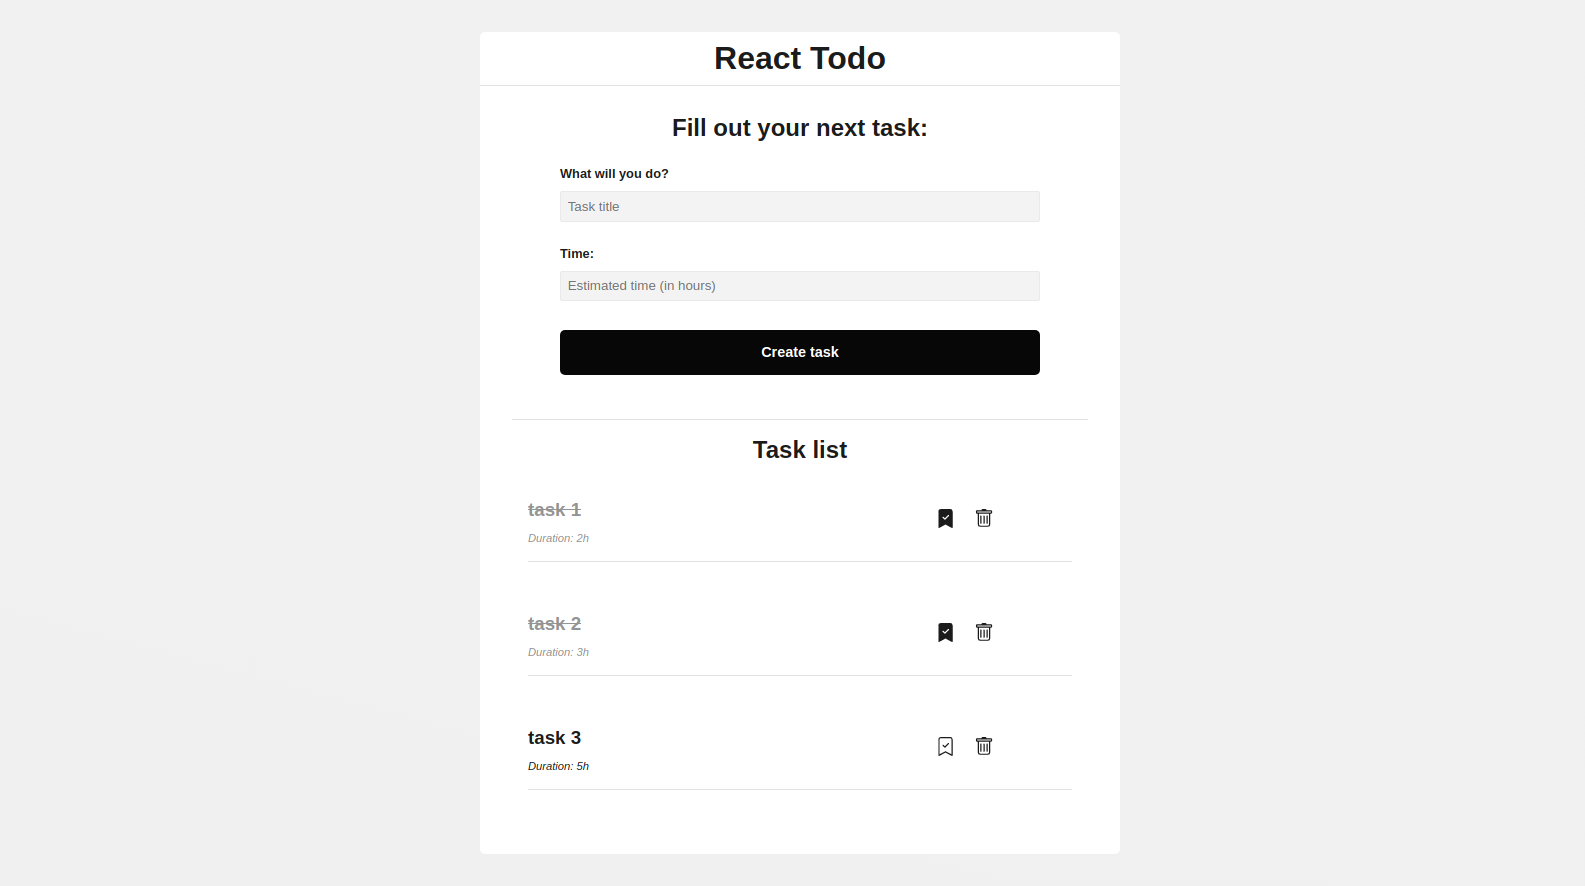 React Todo
Fill out your next task:
What will you do?
Task title
Time:
Estimated time (in hours)
Create task
Task list
task 1
Duration: 2h
task 2
Duration: 3h
task 3
Duration: 5h